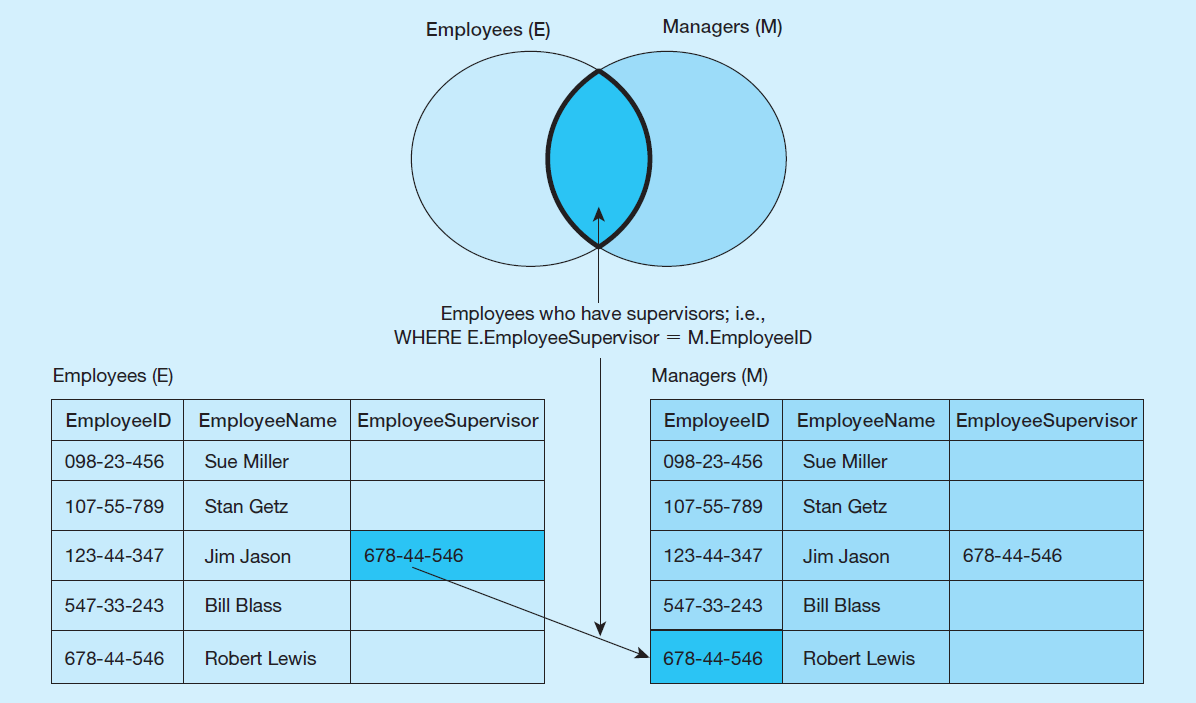 Employees (E)
Managers (M)
Employees who have supervisors; i.e.,
WHERE E.EmployeeSupervisor = M.EmployeeID
Employees (E)
EmployeeID EmployeeName EmployeeSupervisor
098-23-456 Sue Miller
107-55-789 Stan Getz
123-44-347 Jim Jason 678-44-546
547-33-243 Bill Blass
678-44-546 Robert Lewis
Managers (M)
EmployeeID EmployeeName EmployeeSupervisor
098-23-456 Sue Miller
107-55-789 Stan Getz
123-44-347 Jim Jason 678-44-546
547-33-243 Bill Blass
678-44-546 Robert Lewis